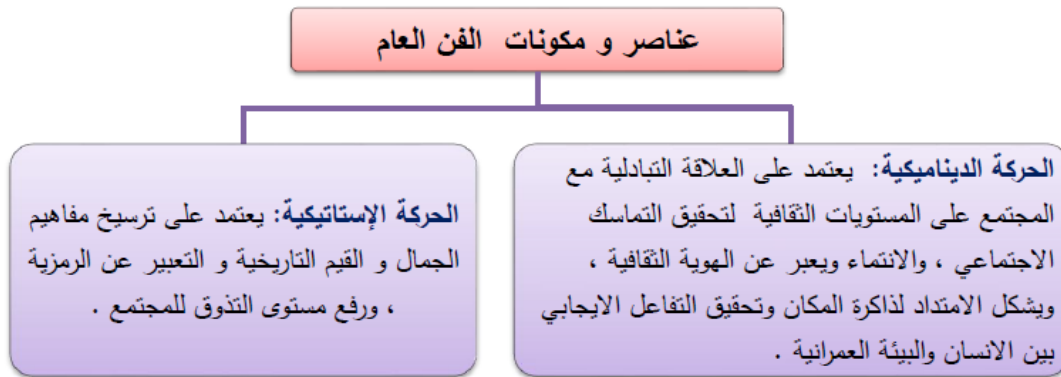 عناصر و مكونات الفن العام
الحركة الديناميكية: يعتمد على العلاقة التبادلية مع
المجتمع على المستويات الثقافية لتحقيق التماسك
الاجتماعي ، والانتماء ويعبر عن الهوية الثقافية ،
ويشكل الامتداد لذاكرة المكان وتحقيق التفاعل الايجابي
بين الانسان والبيئة العمرانية .
الحركة الإستاتيكية: يعتمد على ترسيخ مفاهيم
الجمال و القيم التاريخية و التعبير عن الرمزية
، ورفع مستوى التذوق للمجتمع .